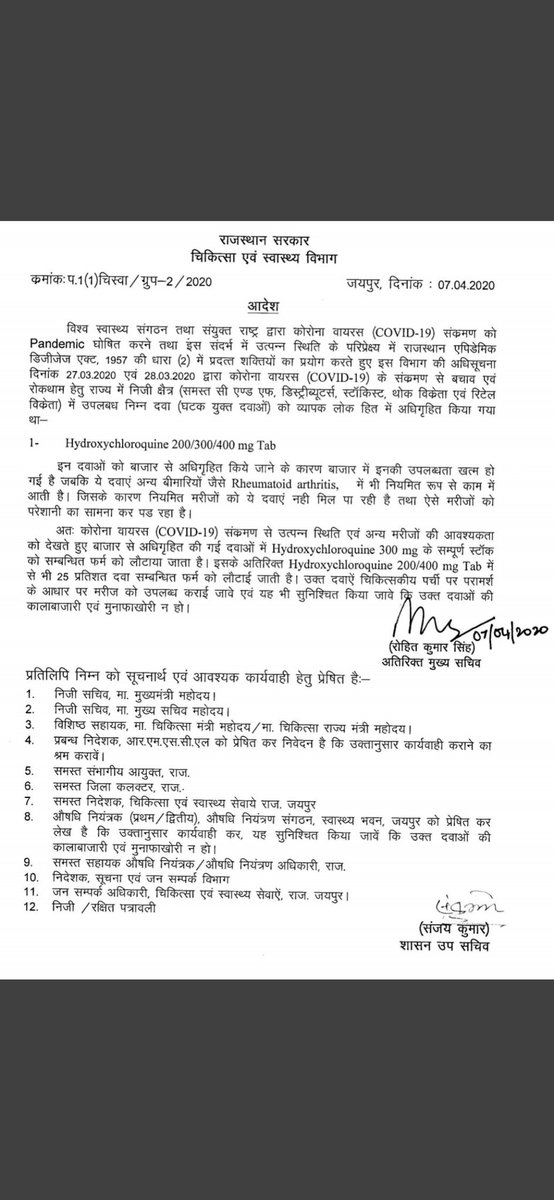 राजस्थान सरकार
चिकित्सा एवं स्वास्थ्य विभाग
क्रमांकःप.1(1)चिस्वा/ग्रुप–2/2020 जयपुर, दिनांक : 07.04.2020
आदेश
विश्व स्वास्थ्य संगठन तथा संयुक्त राष्ट्र द्वारा कोरोना वायरस (COVID-19) संक्रमण को
Pandemic घोषित करने तथा इस संदर्भ में उत्पन्न स्थिति के परिप्रेक्ष्य में राजस्थान एपिडेमिक
डिजीजेज एक्ट, 1957 की धारा (2) में प्रदत्त शक्तियों का प्रयोग करते हुए इस विभाग की अधिसूचना
दिनांक 27.03.2020 एवं 28.03.2020 द्वारा कोरोना वायरस (COVID-19) के संक्रमण से बचाव एवं
रोकथाम हेतु राज्य में निजी क्षैत्र (समस्त सी एण्ड एफ, डिस्ट्रीब्यूटर्स, स्टॉकिस्ट, थोक विक्रेता एवं रिटेल
विक्रेता) में उपलबध निम्न दवा (घटक युक्त दवाओं) को व्यापक लोक हित में अधिगृहित किया गया
था–
1- Hydroxychloroquine 200/300/400 mg Tab
इन दवाओं को बाजार से अधिगृहित किये जाने के कारण बाजार में इनकी उपलब्धता खत्म हो
गई है जबकि ये दवाएं अन्य बीमारियों जैसे Rheumatoid arthritis, में भी नियमित रूप से काम में
आती है। जिसके कारण नियमित मरीजों को ये दवाएं नही मिल पा रही है तथा ऐसे मरीजों को
परेशानी का सामना कर पड रहा है।
अतः कोरोना वायरस (COVID-19) संक्रमण से उत्पन्न स्थिति एवं अन्य मरीजों की आवश्यकता
को देखते हुए बाजार से अधिगृहित की गई दवाओं में Hydroxychloroquine 300 mg के सम्पूर्ण स्टॉक
को सम्बन्धित फर्म को लौटाया जाता है। इसके अतिरिक्त Hydroxychloroquine 200/400 mg Tab में
से भी 25 प्रतिशत दवा सम्बन्धित फर्म को लौटाई जाती है। उक्त दवाऐं चिकित्सकीय पर्ची पर परामर्श
के आधार पर मरीज को उपलब्ध कराई जावे एवं यह भी सुनिश्चित किया जावे कि उक्त दवाओं की
कालाबाजारी एवं मुनाफाखोरी न हो।
07/04/2020
(रोहित कुमार सिंह)
अतिरिक्त मुख्य सचिव
प्रतिलिपि निम्न को सूचनार्थ एवं आवश्यक कार्यवाही हेतु प्रेषित हैः–
1. निजी सचिव, मा. मुख्यमंत्री महोदय।
2. निजी सचिव, मा. मुख्य सचिव महोदय।
3. विशिष्ठ सहायक, मा. चिकित्सा मंत्री महोदय/मा. चिकित्सा राज्य मंत्री महोदय।
4. प्रबन्ध निदेशक, आर.एम.एस.सी.एल को प्रेषित कर निवेदन है कि उक्तानुसार कार्यवाही कराने का
श्रम करावें।
5. समस्त संभागीय आयुक्त, राज.
6. समस्त जिला कलक्टर, राज.
7. समस्त निदेशक, चिकित्सा एवं स्वास्थ्य सेवाये राज. जयपुर
8. औषधि नियंत्रक (प्रथम/द्वितीय), औषधि नियंत्रण संगठन, स्वास्थ्य भवन, जयपुर को प्रेषित कर
लेख है कि उक्तानुसार कार्यवाही कर, यह सुनिश्चित किया जावें कि उक्त दवाओं की
कालाबाजारी एवं मुनाफाखोरी न हो।
9. समस्त सहायक औषधि नियंत्रक/औषधि नियंत्रण अधिकारी, राज.
10. निदेशक, सूचना एवं जन सम्पर्क विभाग
11. जन सम्पर्क अधिकारी, चिकित्सा एवं स्वास्थ्य सेवाऐं, राज. जयपुर।
12. निजी/रक्षित पत्रावली
(संजय कुमार)
शासन उप सचिव